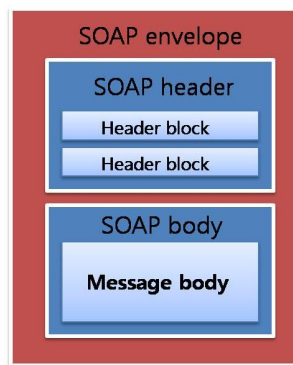 SOAP envelope
SOAP header
Header block
Header block
SOAP body
Message body